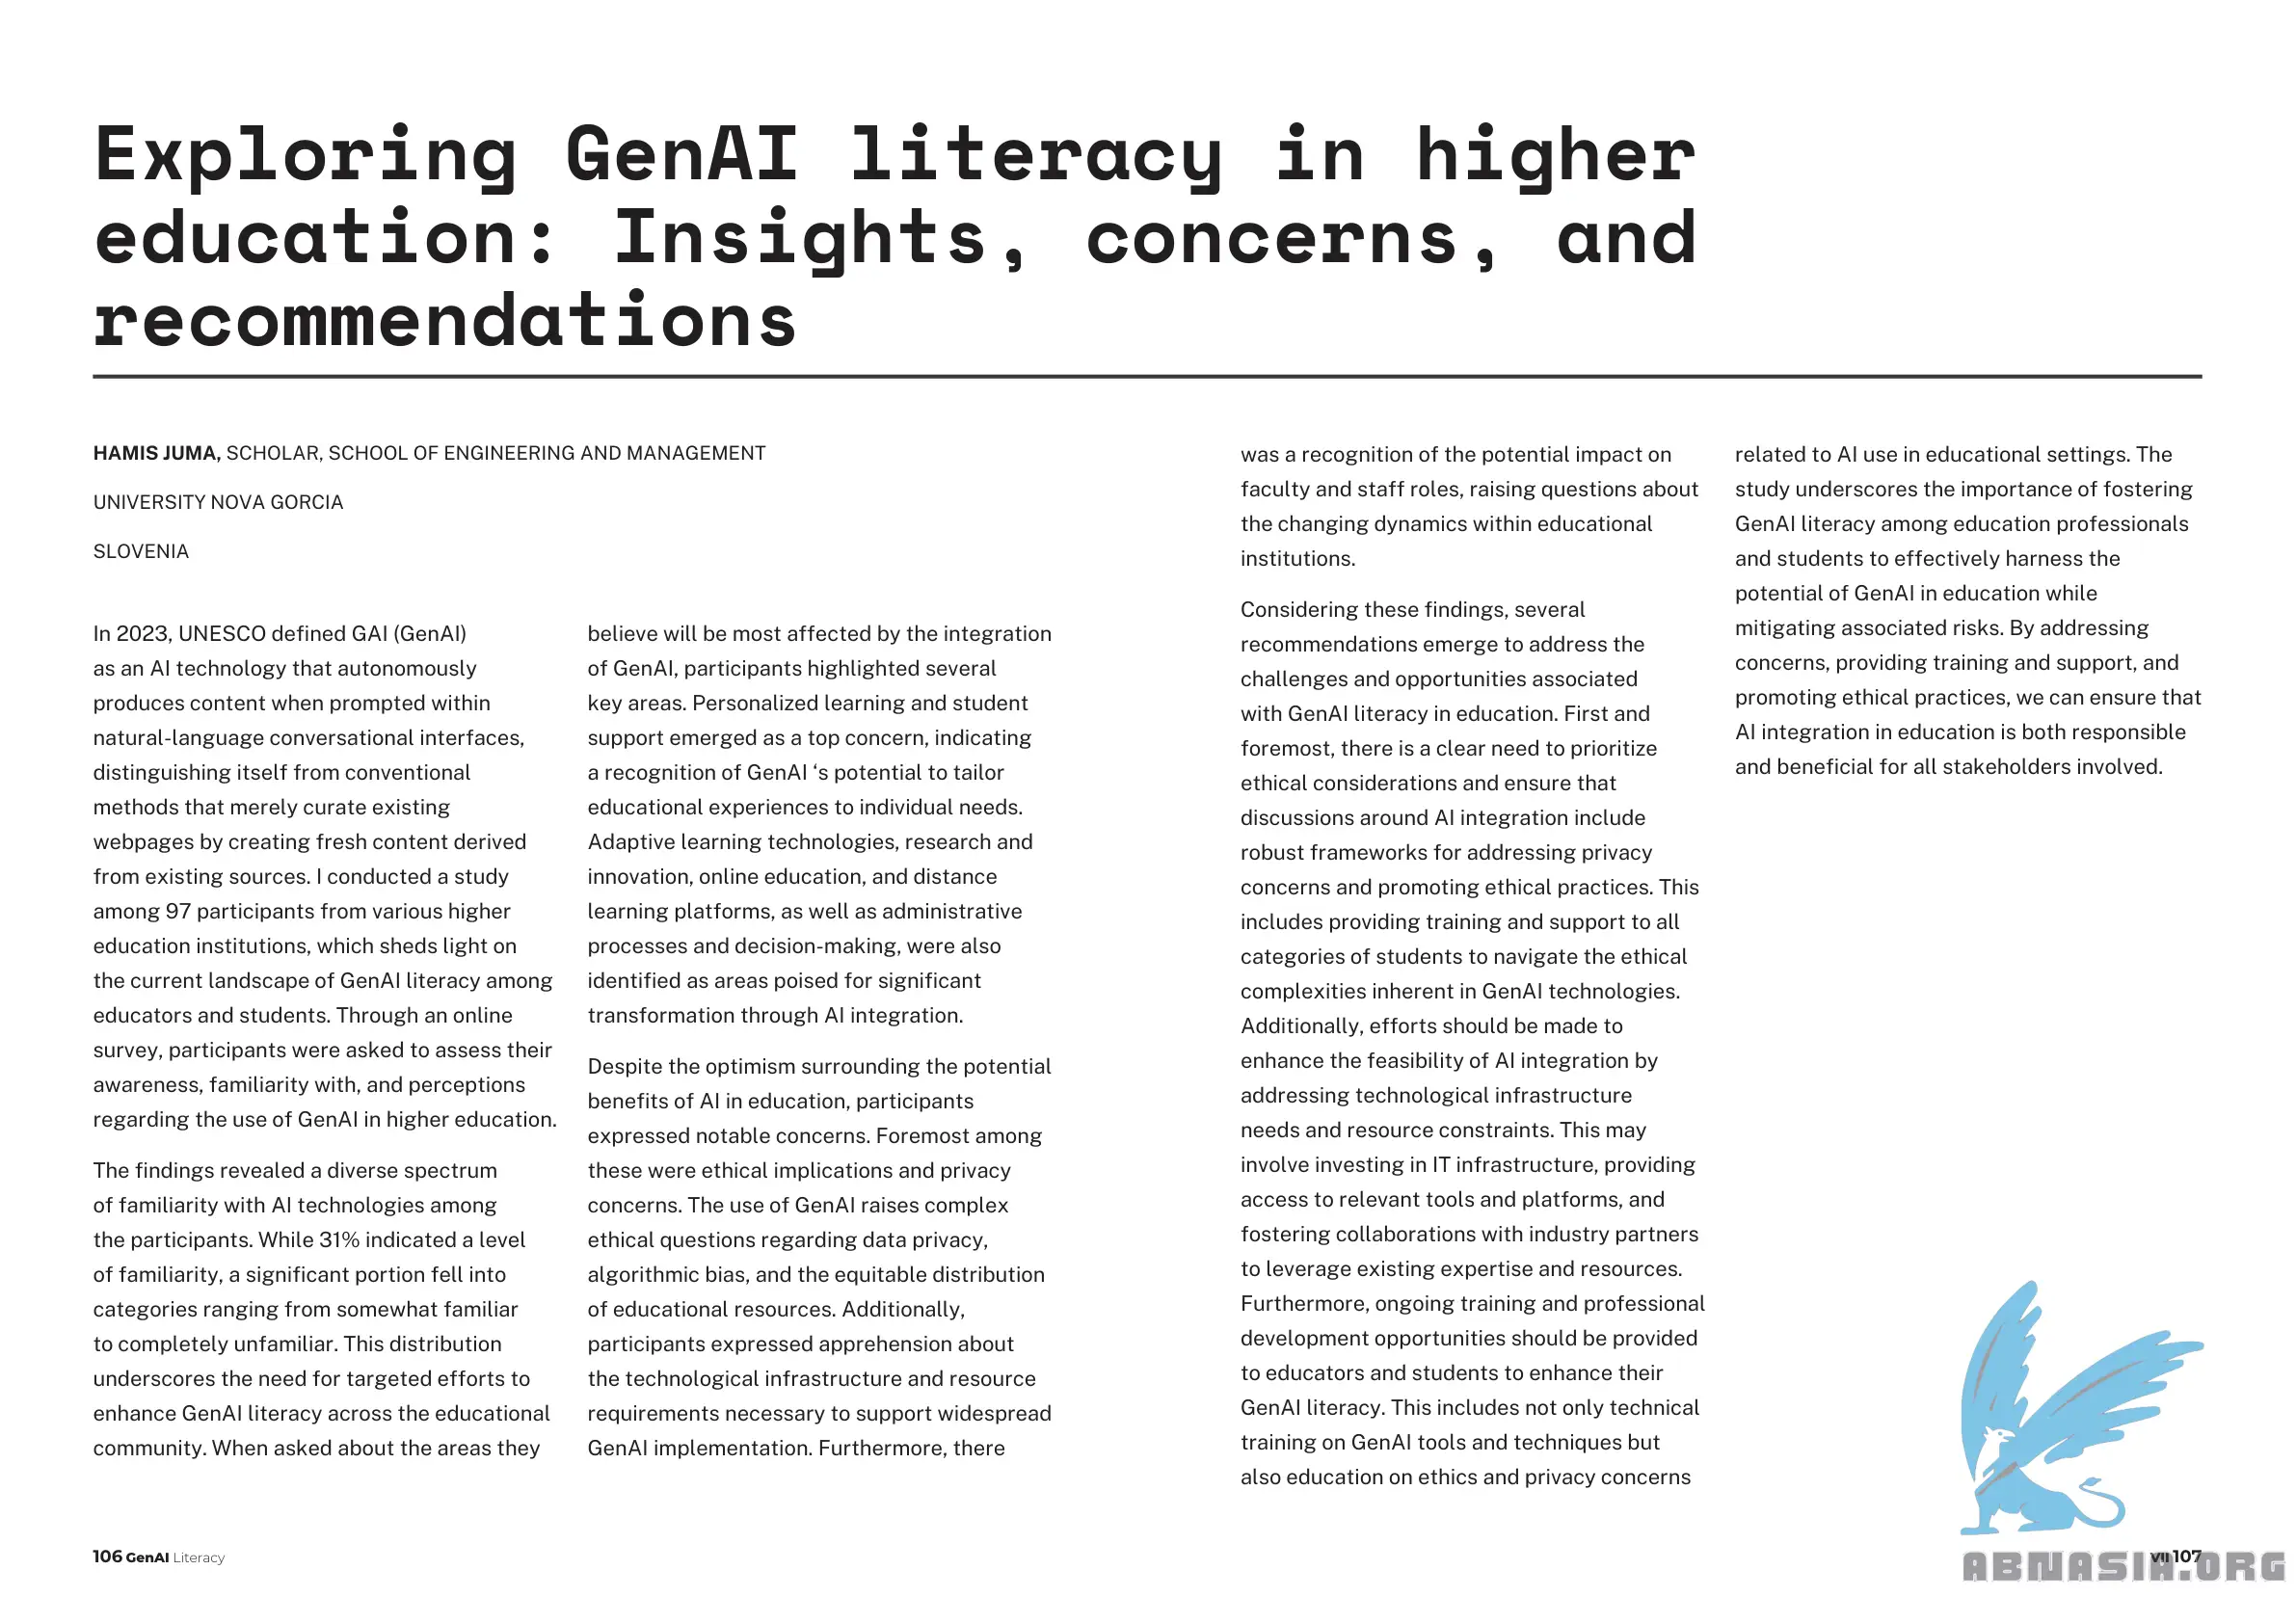 Exploring GenAI literacy in higher
education: Insights, concerns, and
recommendations
HAMIS JUMA, SCHOLAR, SCHOOL OF ENGINEERING AND MANAGEMENT
UNIVERSITY NOVA GORCIA
SLOVENIA
In 2023, UNESCO defined GAI (GenAI)
as an AI technology that autonomously
produces content when prompted within
natural-language conversational interfaces,
distinguishing itself from conventional
methods that merely curate existing
webpages by creating fresh content derived
from existing sources. I conducted a study
among 97 participants from various higher
education institutions, which sheds light on
the current landscape of GenAI literacy among
educators and students. Through an online
survey, participants were asked to assess their
awareness, familiarity with, and perceptions
regarding the use of GenAI in higher education.
The findings revealed a diverse spectrum
of familiarity with AI technologies among
the participants. While 31% indicated a level
of familiarity, a significant portion fell into
categories ranging from somewhat familiar
to completely unfamiliar. This distribution
underscores the need for targeted efforts to
enhance GenAI literacy across the educational
community. When asked about the areas they
believe will be most affected by the integration
of GenAI, participants highlighted several
key areas. Personalized learning and student
support emerged as a top concern, indicating
a recognition of GenAI ‘s potential to tailor
educational experiences to individual needs.
Adaptive learning technologies, research and
innovation, online education, and distance
learning platforms, as well as administrative
processes and decision-making, were also
identified as areas poised for significant
transformation through AI integration.
Despite the optimism surrounding the potential
benefits of AI in education, participants
expressed notable concerns. Foremost among
these were ethical implications and privacy
concerns. The use of GenAI raises complex
ethical questions regarding data privacy,
algorithmic bias, and the equitable distribution
of educational resources. Additionally,
participants expressed apprehension about
the technological infrastructure and resource
requirements necessary to support widespread
GenAI implementation. Furthermore, there
was a recognition of the potential impact on
faculty and staff roles, raising questions about
the changing dynamics within educational
institutions.
Considering these findings, several
recommendations emerge to address the
challenges and opportunities associated
with GenAI literacy in education. First and
foremost, there is a clear need to prioritize
ethical considerations and ensure that
discussions around AI integration include
robust frameworks for addressing privacy
concerns and promoting ethical practices. This
includes providing training and support to all
categories of students to navigate the ethical
complexities inherent in GenAI technologies.
Additionally, efforts should be made to
enhance the feasibility of AI integration by
addressing technological infrastructure
needs and resource constraints. This may
involve investing in IT infrastructure, providing
access to relevant tools and platforms, and
fostering collaborations with industry partners
to leverage existing expertise and resources.
Furthermore, ongoing training and professional
development opportunities should be provided
to educators and students to enhance their
GenAI literacy. This includes not only technical
training on GenAI tools and techniques but
also education on ethics and privacy concerns
related to AI use in educational settings. The
study underscores the importance of fostering
GenAI literacy among education professionals
and students to effectively harness the
potential of GenAI in education while
mitigating associated risks. By addressing
concerns, providing training and support, and
promoting ethical practices, we can ensure that
AI integration in education is both responsible
and beneficial for all stakeholders involved.
106 GenAI Literacy
VII 107
ABNASIA.ORG